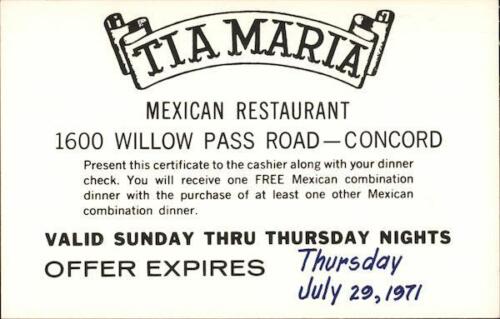 TIA MARIA
MEXICAN RESTAURANT
1600 WILLOW PASS ROAD — CONCORD
Present this certificate to the cashier along with your dinner
check. You will receive one FREE Mexican combination
dinner with the purchase of at least one other Mexican
combination dinner.
VALID SUNDAY THRU THURSDAY NIGHTS
OFFER EXPIRES Thursday
July 29, 1971